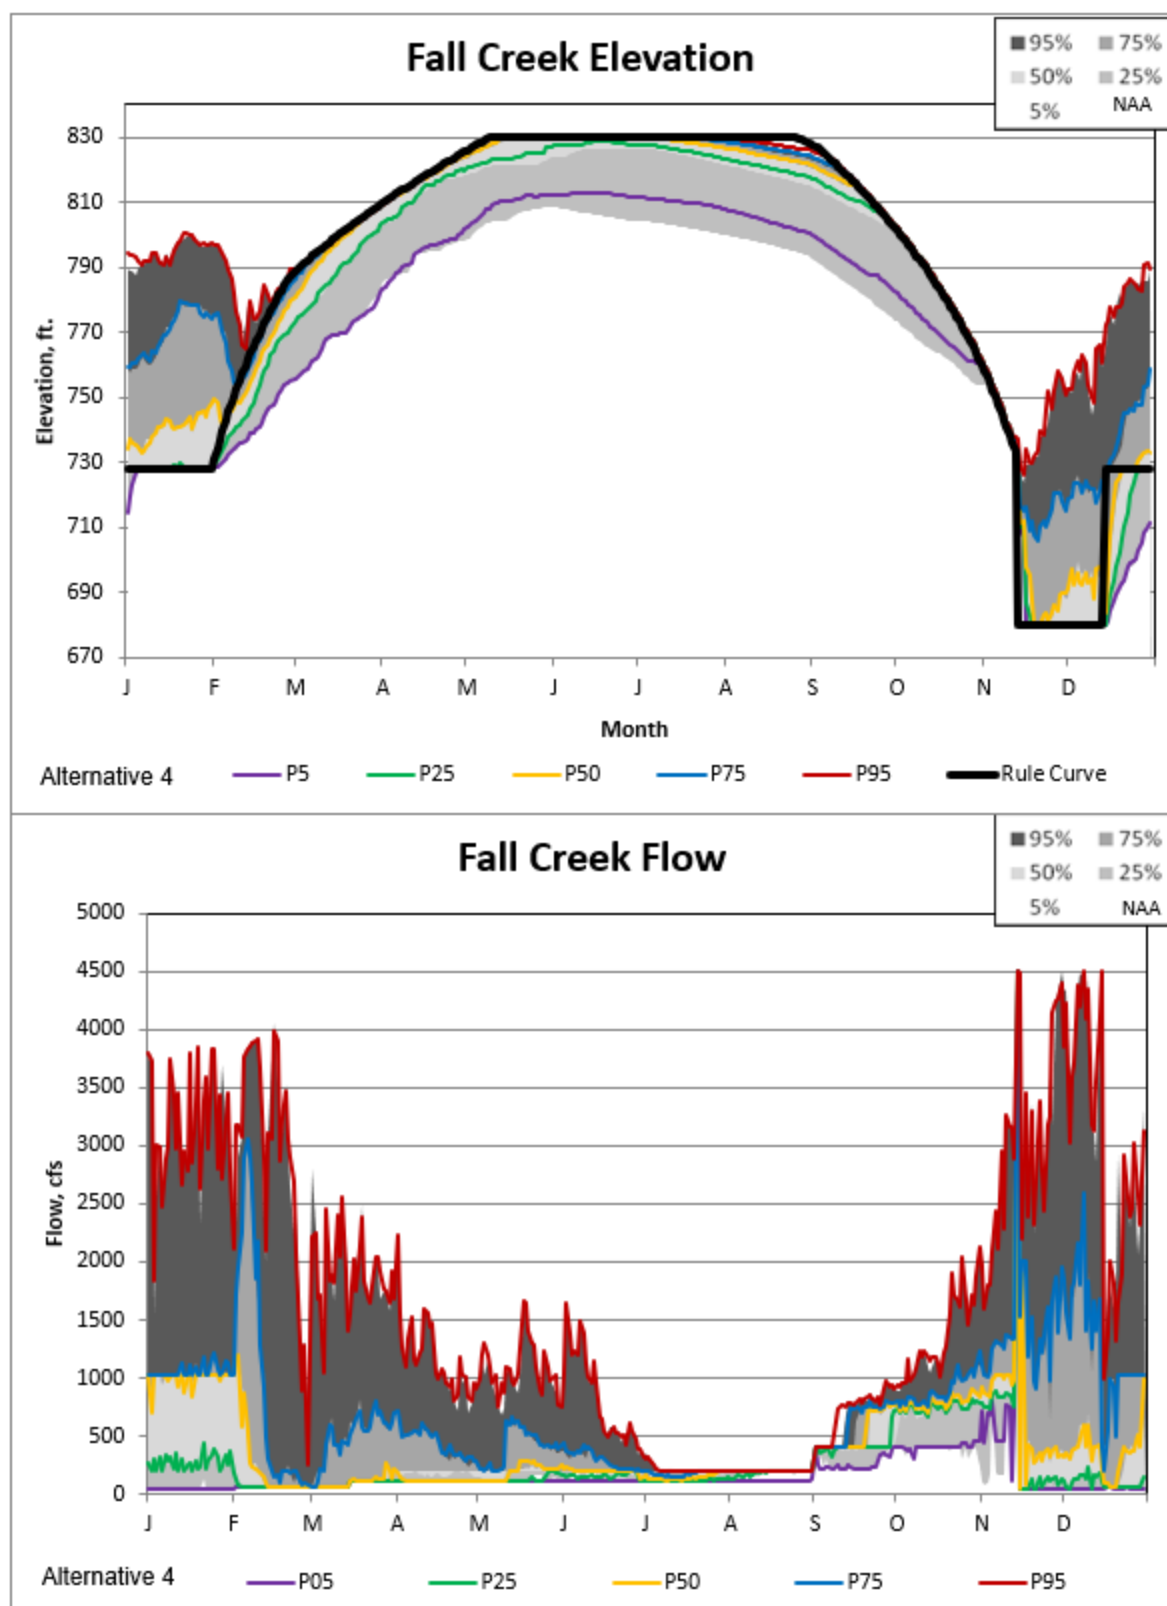 Fall Creek Elevation
95% 75%
50% 25%
5% NAA
830
810
790
770
750
730
710
690
670
Elevation, ft.
J F M A M J J A S O N D
Month
Alternative 4 P5 P25 P50 P75 P95 Rule Curve
Fall Creek Flow
95% 75%
50% 25%
5% NAA
5000
4500
4000
3500
3000
2500
2000
1500
1000
500
0
Flow, cfs
J F M A M J J A S O N D
Alternative 4 P05 P25 P50 P75 P95